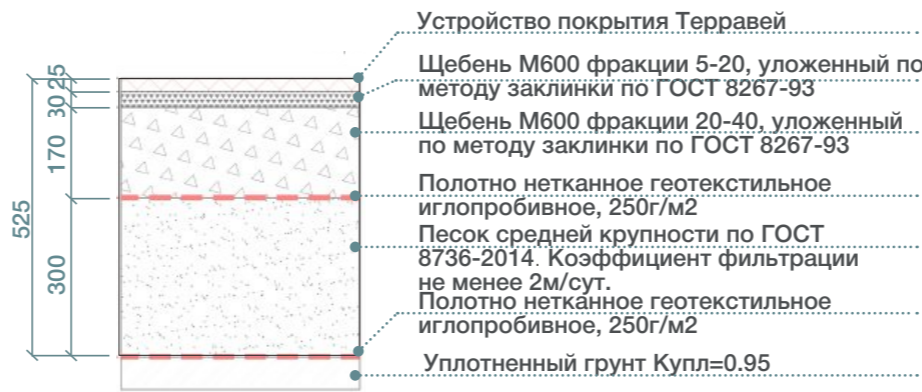 Устройство покрытия Терравей
Щебень М600 фракции 5-20, уложенный по
методу заклинки по ГОСТ 8267-93
Щебень М600 фракции 20-40, уложенный
по методу заклинки по ГОСТ 8267-93
Полотно нетканное геотекстильное
иглопробивное, 250г/м2
Песок средней крупности по ГОСТ
8736-2014. Коэффициент фильтрации
не менее 2м/сут.
Полотно нетканное геотекстильное
иглопробивное, 250г/м2
Уплотненный грунт Купл=0.95
25
30
170
300
525